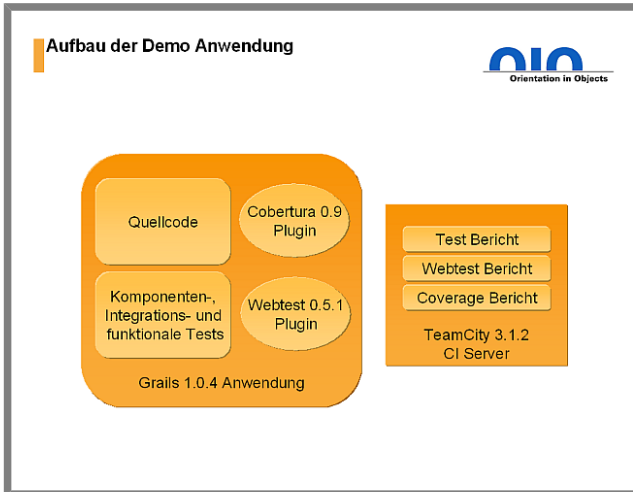 Aufbau der Demo Anwendung
OIO
Orientation in Objects
Quellcode
Cobertura 0.9
Plugin
Komponenten-,
Integrations- und
funktionale Tests
Webtest 0.5.1
Plugin
Grails 1.0.4 Anwendung
Test Bericht
Webtest Bericht
Coverage Bericht
TeamCity 3.1.2
CI Server